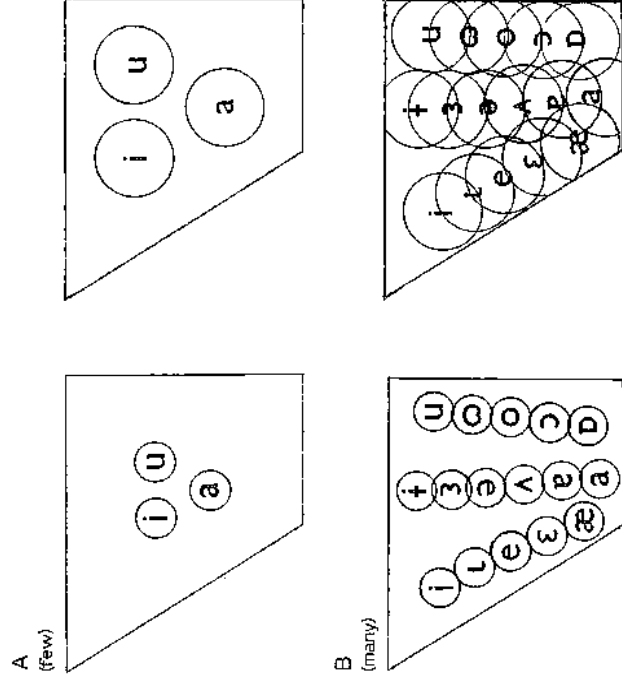 A
(few)
i u
a
i u
a
B
(many)
i ɩ e ɛ æ
ɨ ɜ ə ʌ ɐ a
u ɷ o ɔ ɒ
i ɩ e ɛ æ
ɨ ɜ ə ʌ ɐ a
u ɷ o ɔ ɒ